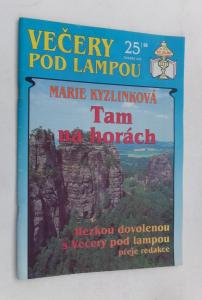 VEČERY
POD LAMPOU
25
MARIE KYZLINKOVÁ
Tam
na horách
Hezkou dovolenou
s Večery pod lampou
přeje redakce